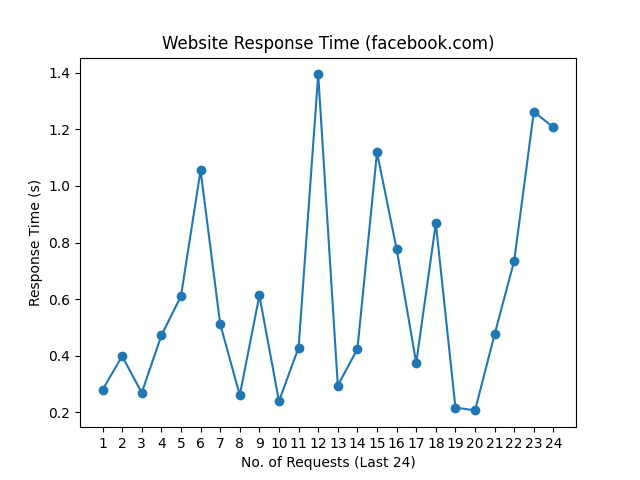 Website Response Time (facebook.com)
1.4
1.2
1.0
0.8
0.6
0.4
0.2
Response Time (s)
1 2 3 4 5 6 7 8 9 10 11 12 13 14 15 16 17 18 19 20 21 22 23 24
No. of Requests (Last 24)